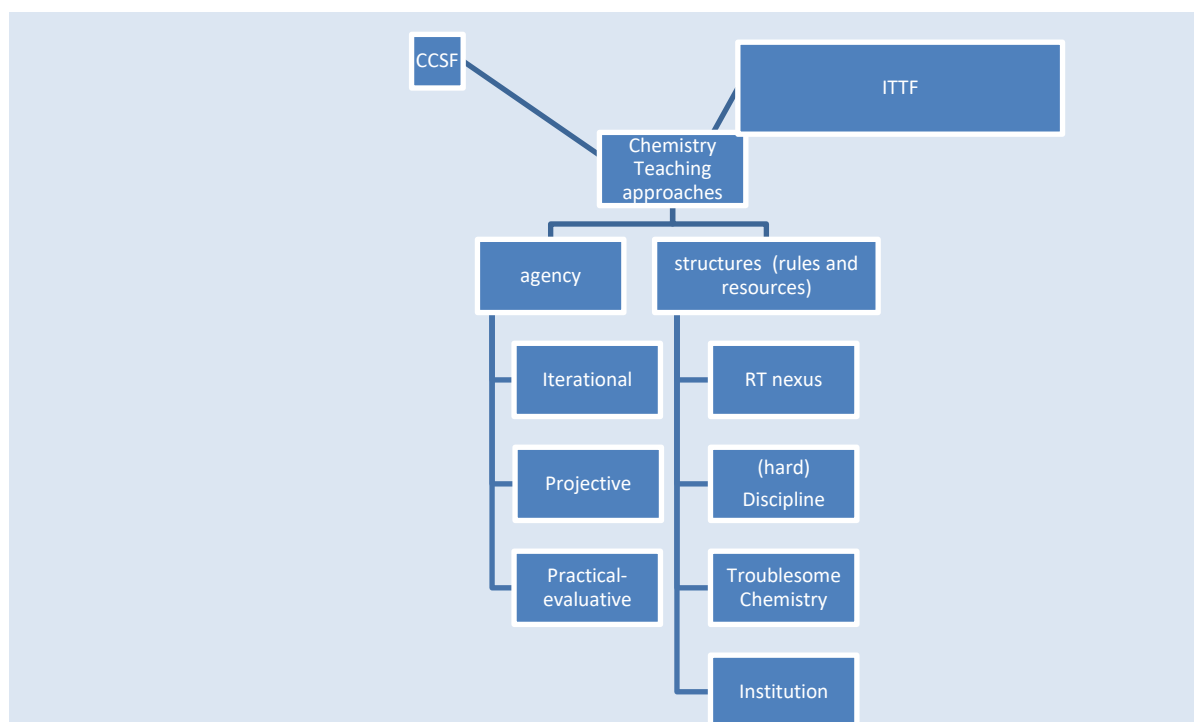 CCSF
ITTF
Chemistry
Teaching
approaches
agency
structures (rules and
resources)
Iterational
RT nexus
Projective
(hard)
Discipline
Practical-
evaluative
Troublesome
Chemistry
Institution